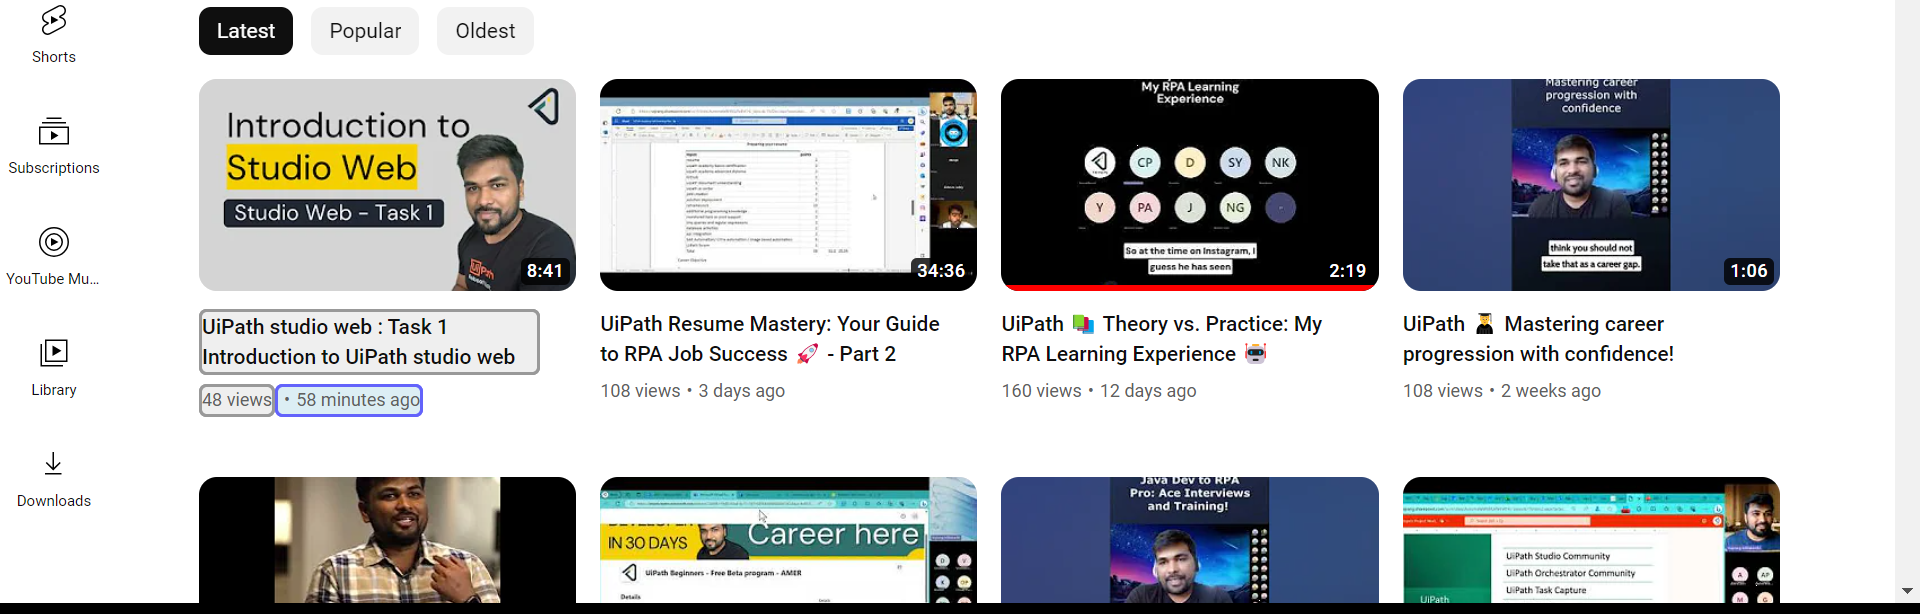 Shorts
Subscriptions
YouTube Mu...
Library
Downloads
Latest
Popular
Oldest
Introduction to
Studio Web
Studio Web - Task 1
UiPath
8:41
UiPath studio web : Task 1
Introduction to UiPath studio web
48 views • 58 minutes ago
Preparing your resume
34:36
UiPath Resume Mastery: Your Guide
to RPA Job Success 🚀 - Part 2
108 views • 3 days ago
My RPA Learning
Experience
CP
D
SY
NK
Y
PA
J
NG
So at the time on Instagram, I
guess he has seen
2:19
UiPath 📚 Theory vs. Practice: My
RPA Learning Experience 🤖
160 views • 12 days ago
Mastering career
progression with
confidence
think you should not
take that as a career gap.
1:06
UiPath 👨‍🎓 Mastering career
progression with confidence!
108 views • 2 weeks ago
DEVELOPER
IN 30 DAYS
Career here
UiPath Beginners - Free Beta program - AMER
Details
Java Dev to RPA
Pro: Ace Interviews
and Training!
UiPath
UiPath Studio Community
UiPath Orchestrator Community
UiPath Task Capture